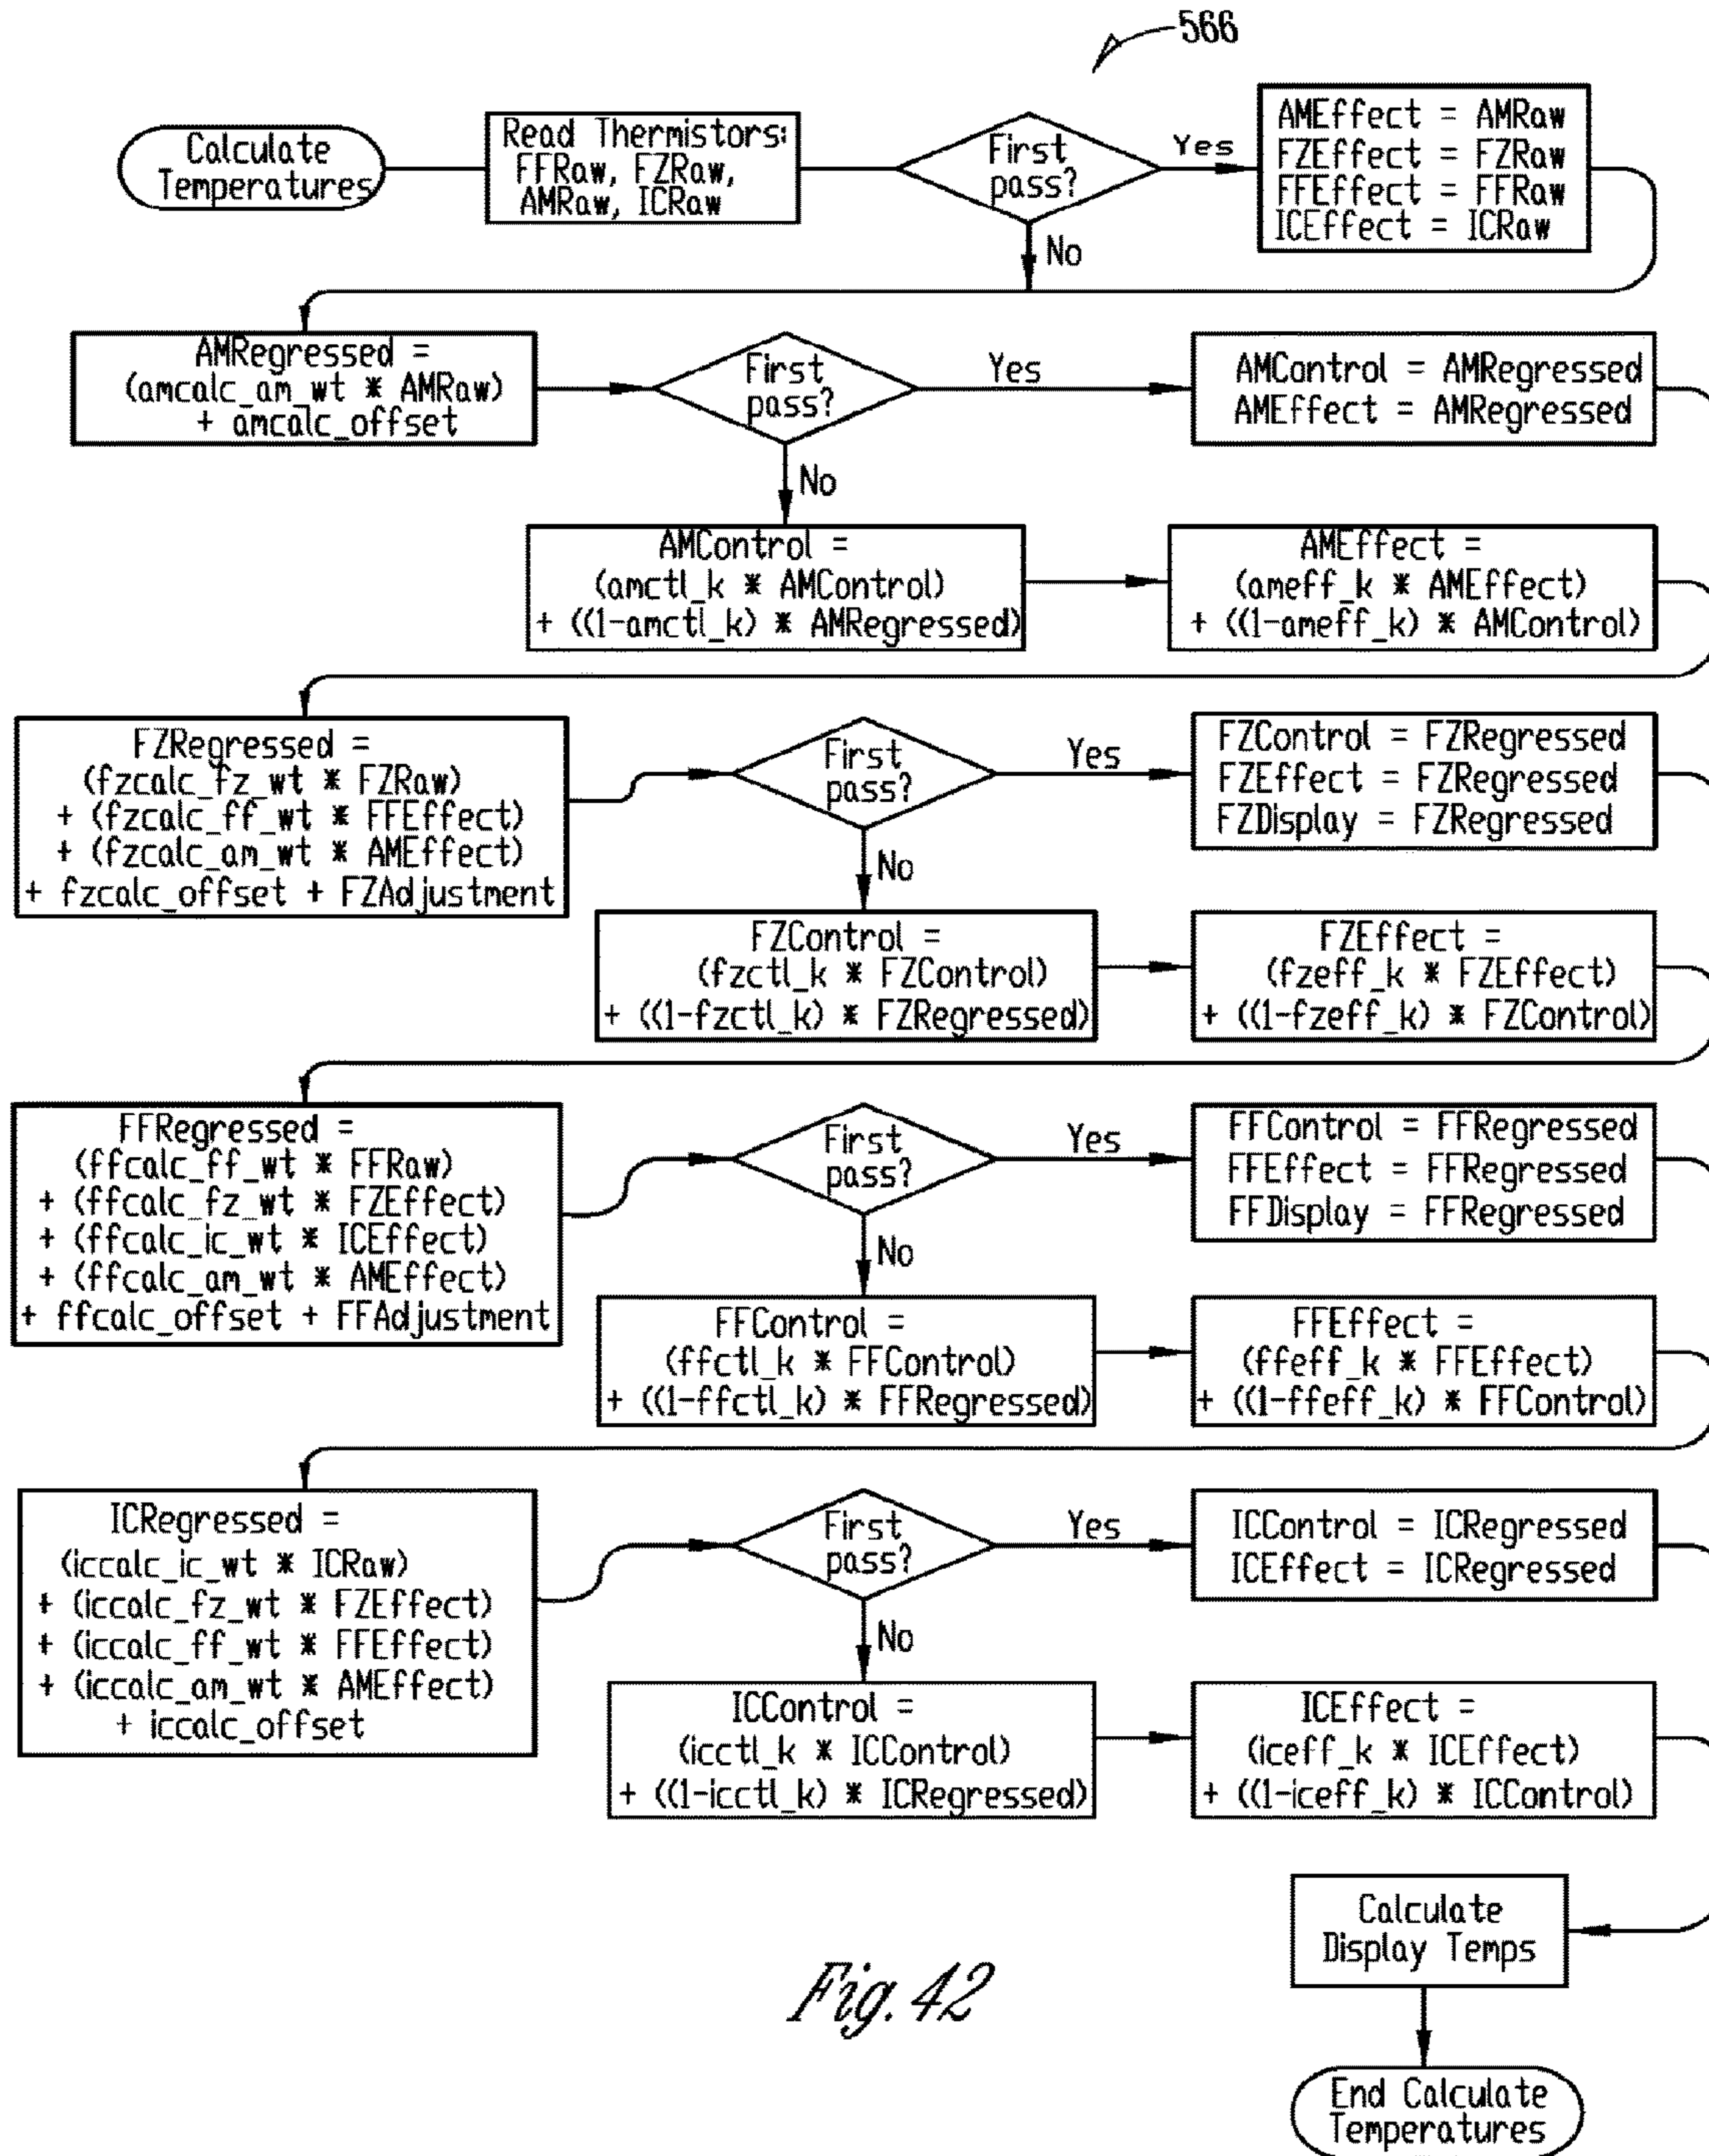 566
Calculate
Temperatures
Read Thermistors:
FFRaw, FZRaw,
AMRaw, ICRaw
First
pass?
Yes
No
AMEffect = AMRaw
FZEffect = FZRaw
FFEffect = FFRaw
ICEffect = ICRaw
AMRegressed =
(amcalc_am_wt * AMRaw)
+ amcalc_offset
First
pass?
Yes
No
AMControl = AMRegressed
AMEffect = AMRegressed
AMControl =
(amctl_k * AMControl)
+ ((1-amctl_k) * AMRegressed)
AMEffect =
(ameff_k * AMEffect)
+ ((1-ameff_k) * AMControl)
FZRegressed =
(fzcalc_fz_wt * FZRaw)
+ (fzcalc_ff_wt * FFEffect)
+ (fzcalc_am_wt * AMEffect)
+ fzcalc_offset + FZAdjustment
First
pass?
Yes
No
FZControl = FZRegressed
FZEffect = FZRegressed
FZDisplay = FZRegressed
FZControl =
(fzctl_k * FZControl)
+ ((1-fzctl_k) * FZRegressed)
FZEffect =
(fzeff_k * FZEffect)
+ ((1-fzeff_k) * FZControl)
FFRegressed =
(ffcalc_ff_wt * FFRaw)
+ (ffcalc_fz_wt * FZEffect)
+ (ffcalc_ic_wt * ICEffect)
+ (ffcalc_am_wt * AMEffect)
+ ffcalc_offset + FFAdjustment
First
pass?
Yes
No
FFControl = FFRegressed
FFEffect = FFRegressed
FFDisplay = FFRegressed
FFControl =
(ffctl_k * FFControl)
+ ((1-ffctl_k) * FFRegressed)
FFEffect =
(ffeff_k * FFEffect)
+ ((1-ffeff_k) * FFControl)
ICRegressed =
(iccalc_ic_wt * ICRaw)
+ (iccalc_fz_wt * FZEffect)
+ (iccalc_ff_wt * FFEffect)
+ (iccalc_am_wt * AMEffect)
+ iccalc_offset
First
pass?
Yes
No
ICControl = ICRegressed
ICEffect = ICRegressed
ICControl =
(icctl_k * ICControl)
+ ((1-icctl_k) * ICRegressed)
ICEffect =
(iceff_k * ICEffect)
+ ((1-iceff_k) * ICControl)
Calculate
Display Temps
End Calculate
Temperatures
Fig. 42